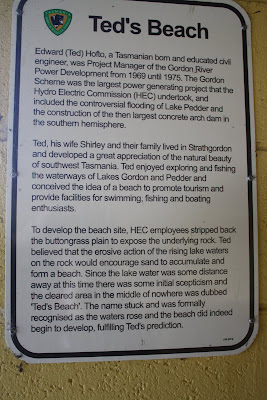 Ted's Beach
Edward (Ted) Hofto, a Tasmanian born and educated civil
engineer, was Project Manager of the Gordon River
Power Development from 1969 until 1975. The Gordon
Scheme was the largest power generating project that the
Hydro Electric Commission (HEC) undertook, and
included the controversial flooding of Lake Pedder and
the construction of the then largest concrete arch dam in
the southern hemisphere.
Ted, his wife Shirley and their family lived in Strathgordon
and developed a great appreciation of the natural beauty
of southwest Tasmania. Ted enjoyed exploring and fishing
the waterways of Lakes Gordon and Pedder and
conceived the idea of a beach to promote tourism and
provide facilities for swimming, fishing and boating
enthusiasts.
To develop the beach site, HEC employees stripped back
the buttongrass plain to expose the underlying rock. Ted
believed that the erosive action of the rising lake waters
on the rock would encourage sand to accumulate and
form a beach. Since the lake water was some distance
away at this time there was some initial scepticism and
the cleared area in the middle of nowhere was dubbed
'Ted's Beach'. The name stuck and was formally
recognised as the waters rose and the beach did indeed
begin to develop, fulfilling Ted's prediction.